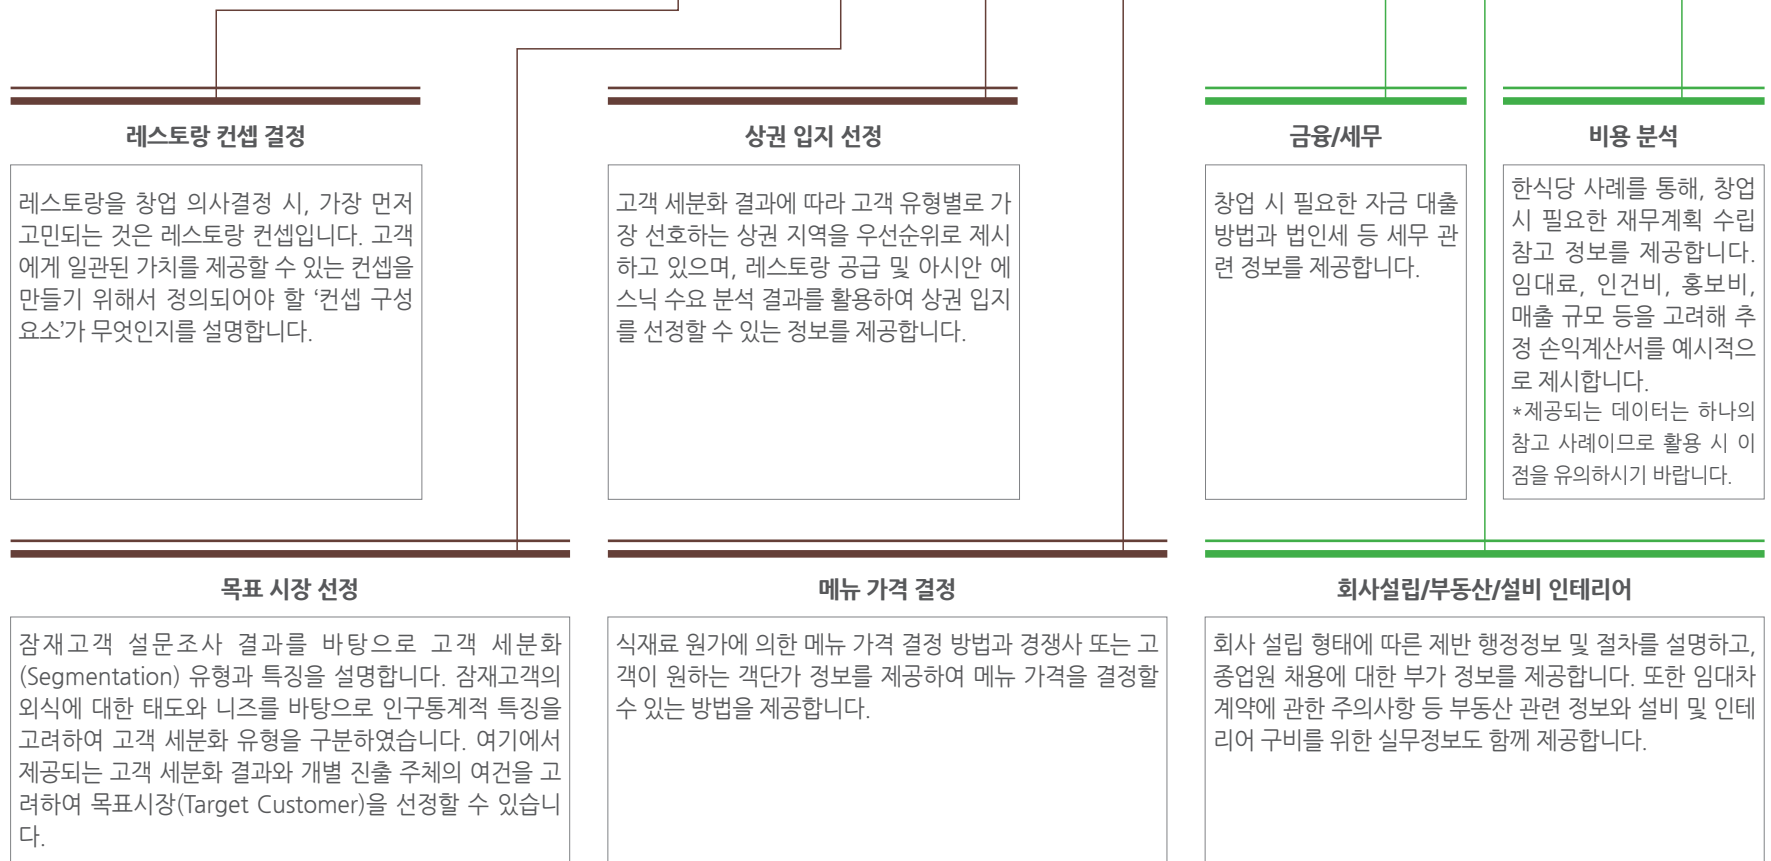 레스토랑 컨셉 결정
레스토랑을 창업 의사결정 시, 가장 먼저
고민되는 것은 레스토랑 컨셉입니다. 고객
에게 일관된 가치를 제공할 수 있는 컨셉을
만들기 위해서 정의되어야 할 ‘컨셉 구성
요소’가 무엇인지를 설명합니다.
상권 입지 선정
고객 세분화 결과에 따라 고객 유형별로 가
장 선호하는 상권 지역을 우선순위로 제시
하고 있으며, 레스토랑 공급 및 아시안 에
스닉 수요 분석 결과를 활용하여 상권 입지
를 선정할 수 있는 정보를 제공합니다.
금융/세무
창업 시 필요한 자금 대출
방법과 법인세 등 세무 관
련 정보를 제공합니다.
비용 분석
한식당 사례를 통해, 창업
시 필요한 재무계획 수립
참고 정보를 제공합니다.
임대료, 인건비, 홍보비,
매출 규모 등을 고려해 추
정 손익계산서를 예시적으
로 제시합니다.
*제공되는 데이터는 하나의
참고 사례이므로 활용 시 이
점을 유의하시기 바랍니다.
목표 시장 선정
잠재고객 설문조사 결과를 바탕으로 고객 세분화
(Segmentation) 유형과 특징을 설명합니다. 잠재고객의
외식에 대한 태도와 니즈를 바탕으로 인구통계적 특징을
고려하여 고객 세분화 유형을 구분하였습니다. 여기에서
제공되는 고객 세분화 결과와 개별 진출 주체의 여건을 고
려하여 목표시장(Target Customer)을 선정할 수 있습니
다.
메뉴 가격 결정
식재료 원가에 의한 메뉴 가격 결정 방법과 경쟁사 또는 고
객이 원하는 객단가 정보를 제공하여 메뉴 가격을 결정할
수 있는 방법을 제공합니다.
회사설립/부동산/설비 인테리어
회사 설립 형태에 따른 제반 행정정보 및 절차를 설명하고,
종업원 채용에 대한 부가 정보를 제공합니다. 또한 임대차
계약에 관한 주의사항 등 부동산 관련 정보와 설비 및 인테
리어 구비를 위한 실무정보도 함께 제공합니다.